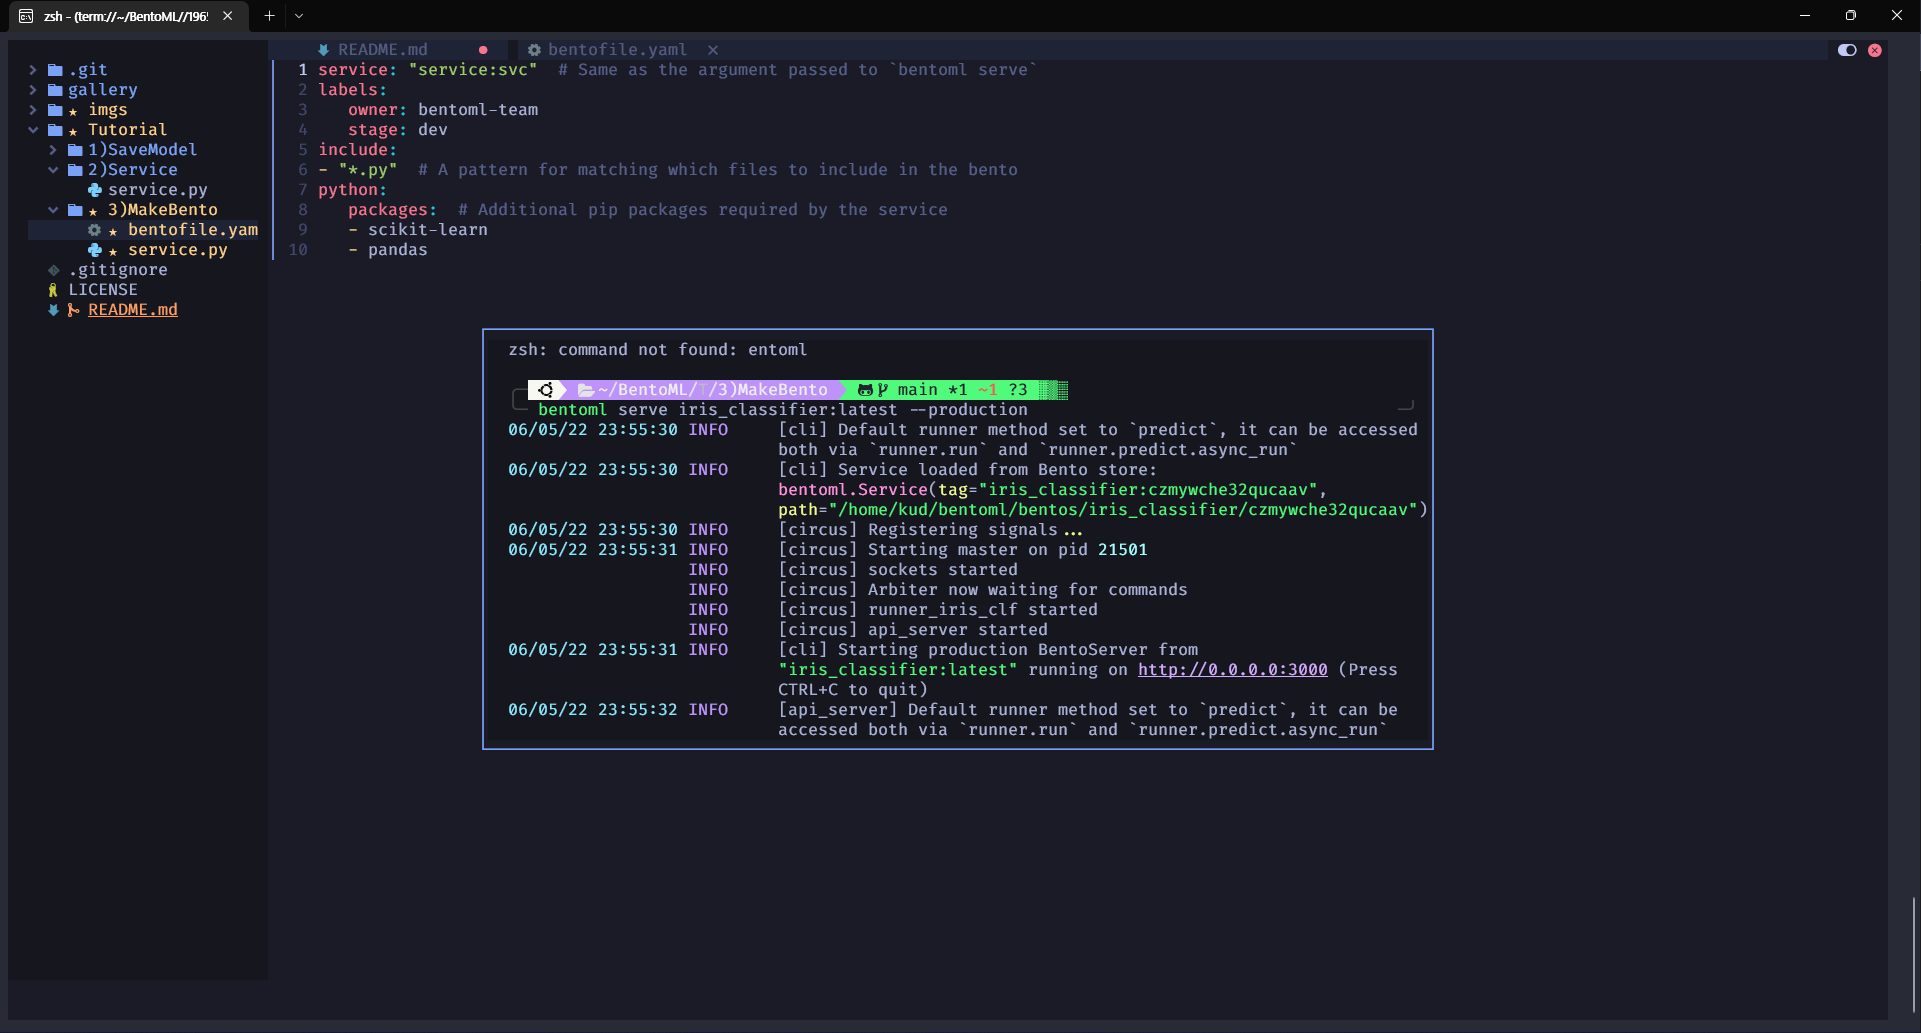 zsh - (term://~/BentoML//196
README.md
bentofile.yaml
.git
gallery
imgs
Tutorial
1)SaveModel
2)Service
service.py
3)MakeBento
bentofile.yam
service.py
.gitignore
LICENSE
README.md
1 service: "service:svc"  # Same as the argument passed to `bentoml serve`
2 labels:
3    owner: bentoml-team
4    stage: dev
5 include:
6 - "*.py"  # A pattern for matching which files to include in the bento
7 python:
8    packages:  # Additional pip packages required by the service
9    - scikit-learn
10    - pandas
zsh: command not found: entoml
~/BentoML/T/3)MakeBento  main *1 ~1 ?3
bentoml serve iris_classifier:latest --production
06/05/22 23:55:30 INFO     [cli] Default runner method set to `predict`, it can be accessed
both via `runner.run` and `runner.predict.async_run`
06/05/22 23:55:30 INFO     [cli] Service loaded from Bento store:
bentoml.Service(tag="iris_classifier:czmywche32qucaav",
path="/home/kud/bentoml/bentos/iris_classifier/czmywche32qucaav")
06/05/22 23:55:30 INFO     [circus] Registering signals...
06/05/22 23:55:31 INFO     [circus] Starting master on pid 21501
INFO     [circus] sockets started
INFO     [circus] Arbiter now waiting for commands
INFO     [circus] runner_iris_clf started
INFO     [circus] api_server started
06/05/22 23:55:31 INFO     [cli] Starting production BentoServer from
"iris_classifier:latest" running on http://0.0.0.0:3000 (Press
CTRL+C to quit)
06/05/22 23:55:32 INFO     [api_server] Default runner method set to `predict`, it can be
accessed both via `runner.run` and `runner.predict.async_run`